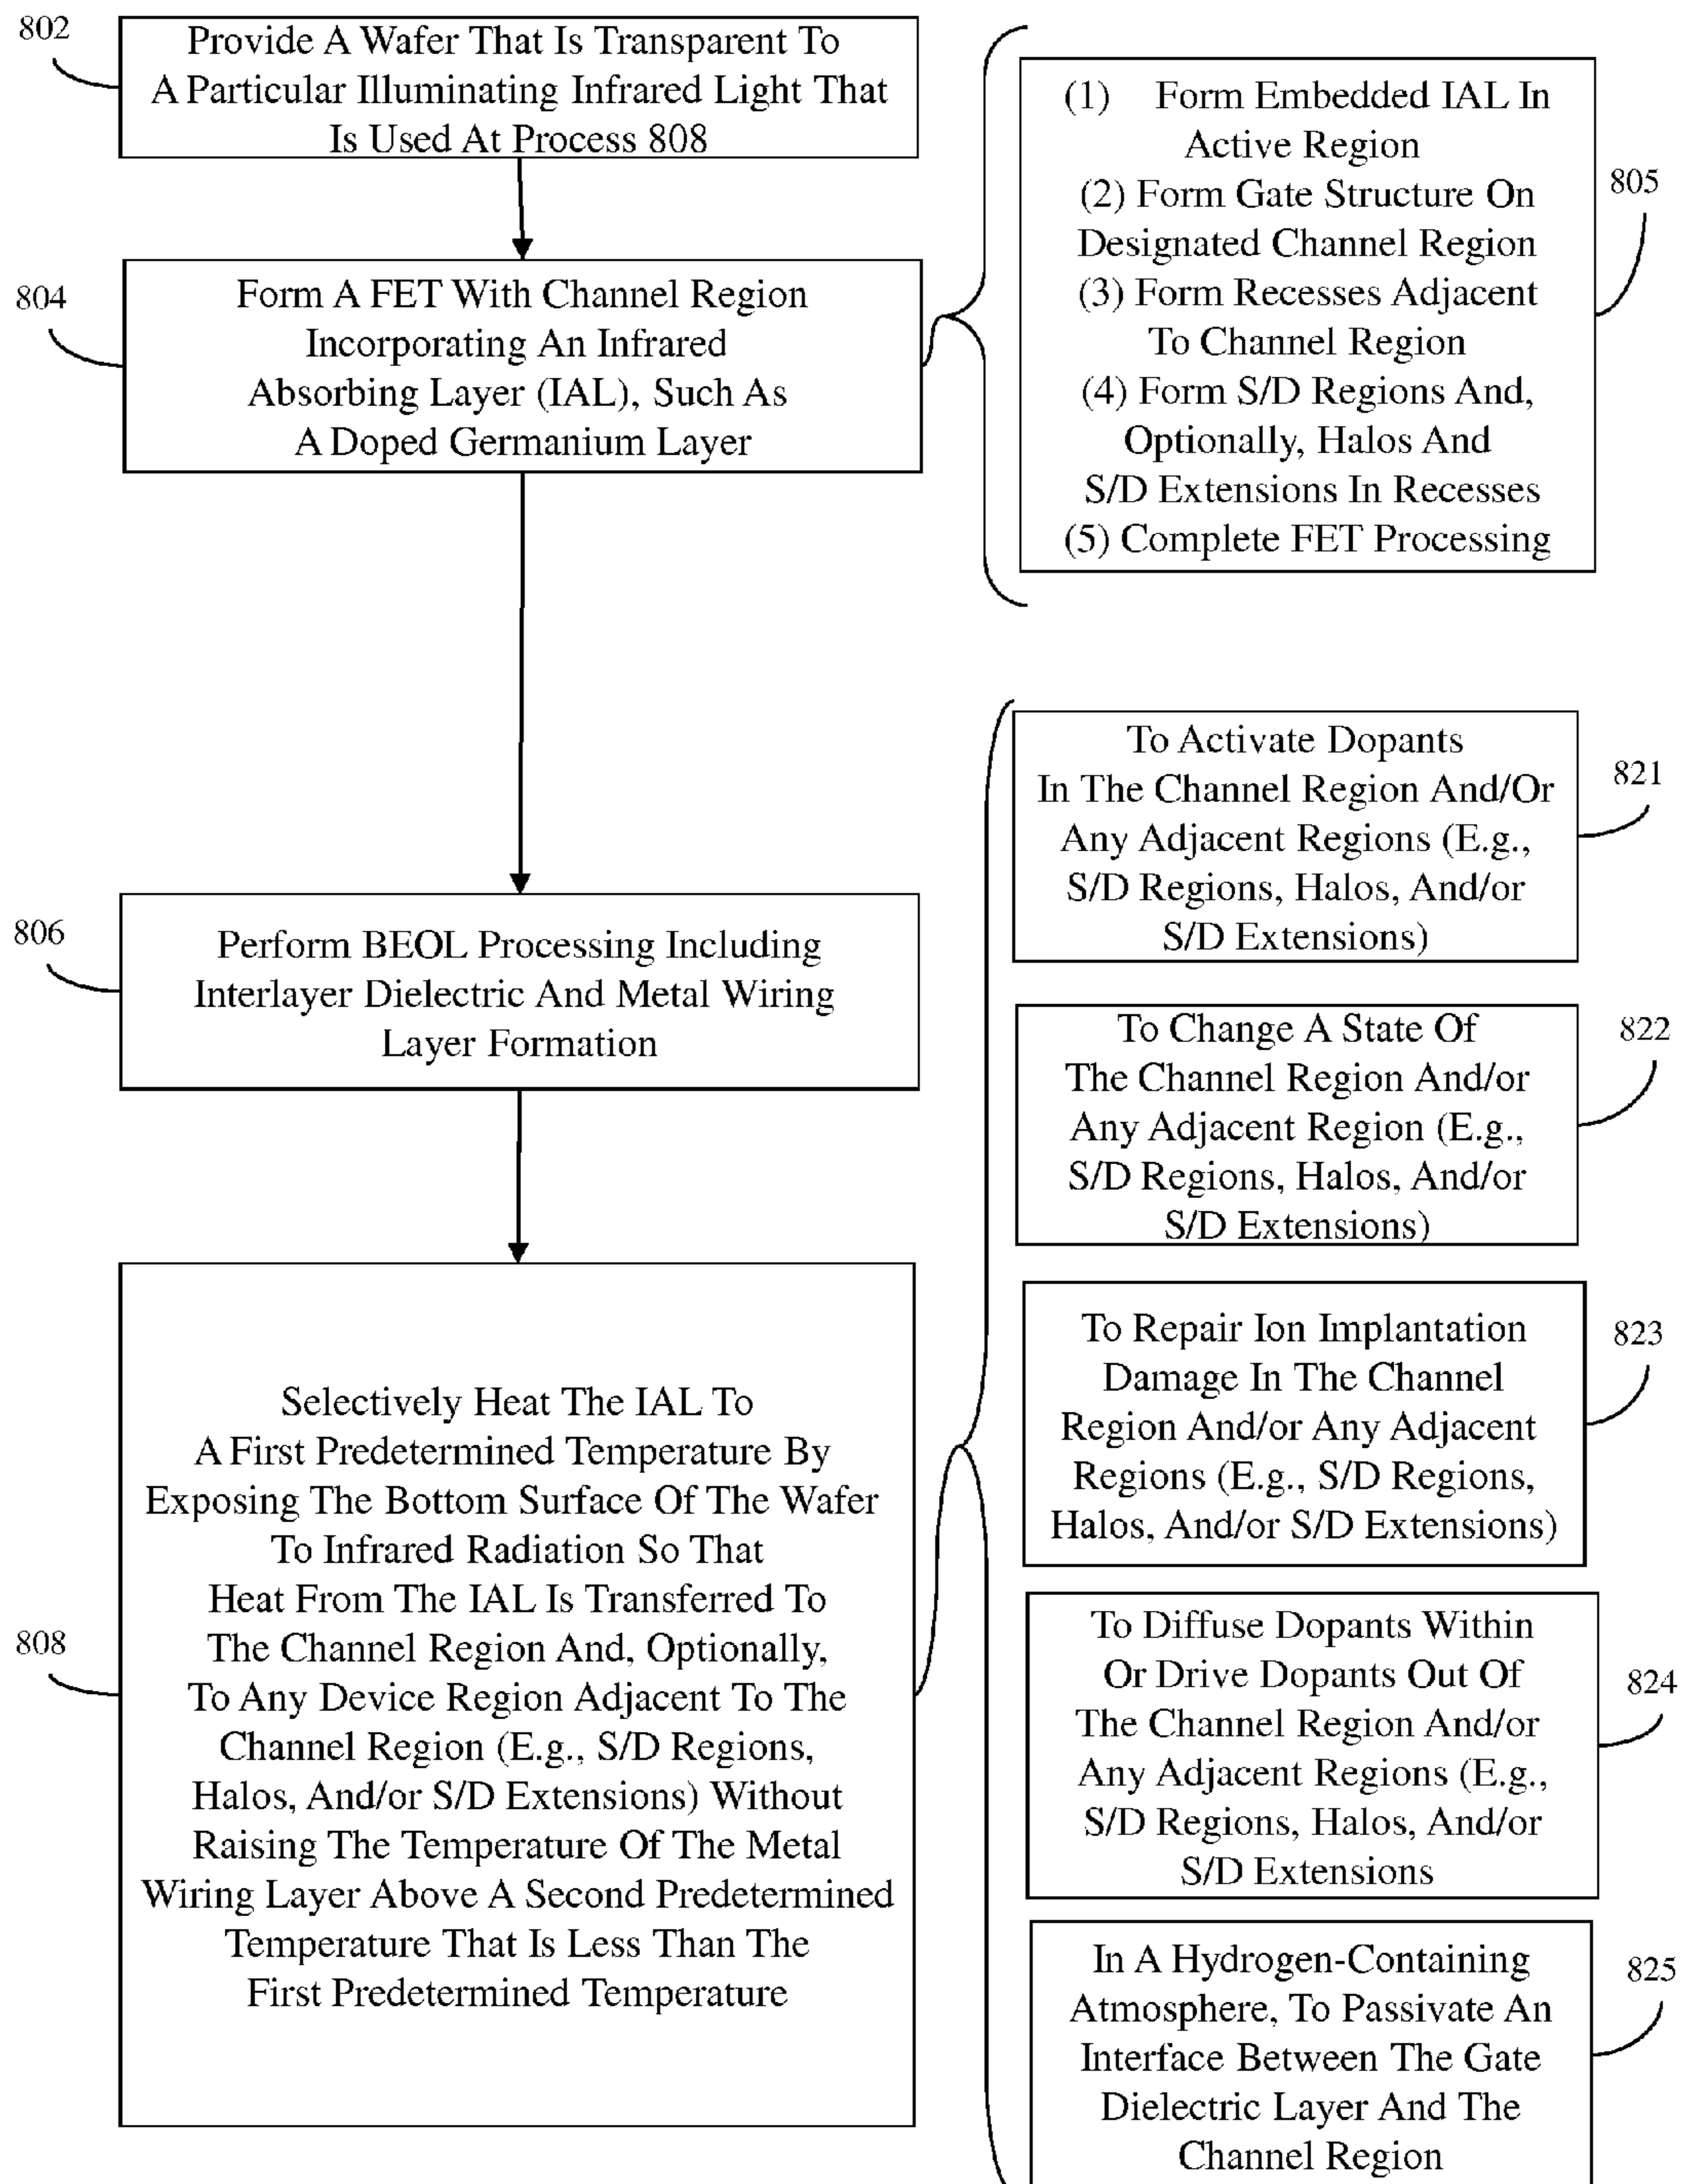 802
Provide A Wafer That Is Transparent To
A Particular Illuminating Infrared Light That
Is Used At Process 808
804
Form A FET With Channel Region
Incorporating An Infrared
Absorbing Layer (IAL), Such As
A Doped Germanium Layer
(1) Form Embedded IAL In
Active Region
(2) Form Gate Structure On
Designated Channel Region
(3) Form Recesses Adjacent
To Channel Region
(4) Form S/D Regions And,
Optionally, Halos And
S/D Extensions In Recesses
(5) Complete FET Processing
805
806
Perform BEOL Processing Including
Interlayer Dielectric And Metal Wiring
Layer Formation
808
Selectively Heat The IAL To
A First Predetermined Temperature By
Exposing The Bottom Surface Of The Wafer
To Infrared Radiation So That
Heat From The IAL Is Transferred To
The Channel Region And, Optionally,
To Any Device Region Adjacent To The
Channel Region (E.g., S/D Regions,
Halos, And/or S/D Extensions) Without
Raising The Temperature Of The Metal
Wiring Layer Above A Second Predetermined
Temperature That Is Less Than The
First Predetermined Temperature
To Activate Dopants
In The Channel Region And/Or
Any Adjacent Regions (E.g.,
S/D Regions, Halos, And/or
S/D Extensions)
821
To Change A State Of
The Channel Region And/or
Any Adjacent Region (E.g.,
S/D Regions, Halos, And/or
S/D Extensions)
822
To Repair Ion Implantation
Damage In The Channel
Region And/or Any Adjacent
Regions (E.g., S/D Regions,
Halos, And/or S/D Extensions)
823
To Diffuse Dopants Within
Or Drive Dopants Out Of
The Channel Region And/or
Any Adjacent Regions (E.g.,
S/D Regions, Halos, And/or
S/D Extensions
824
In A Hydrogen-Containing
Atmosphere, To Passivate An
Interface Between The Gate
Dielectric Layer And The
Channel Region
825